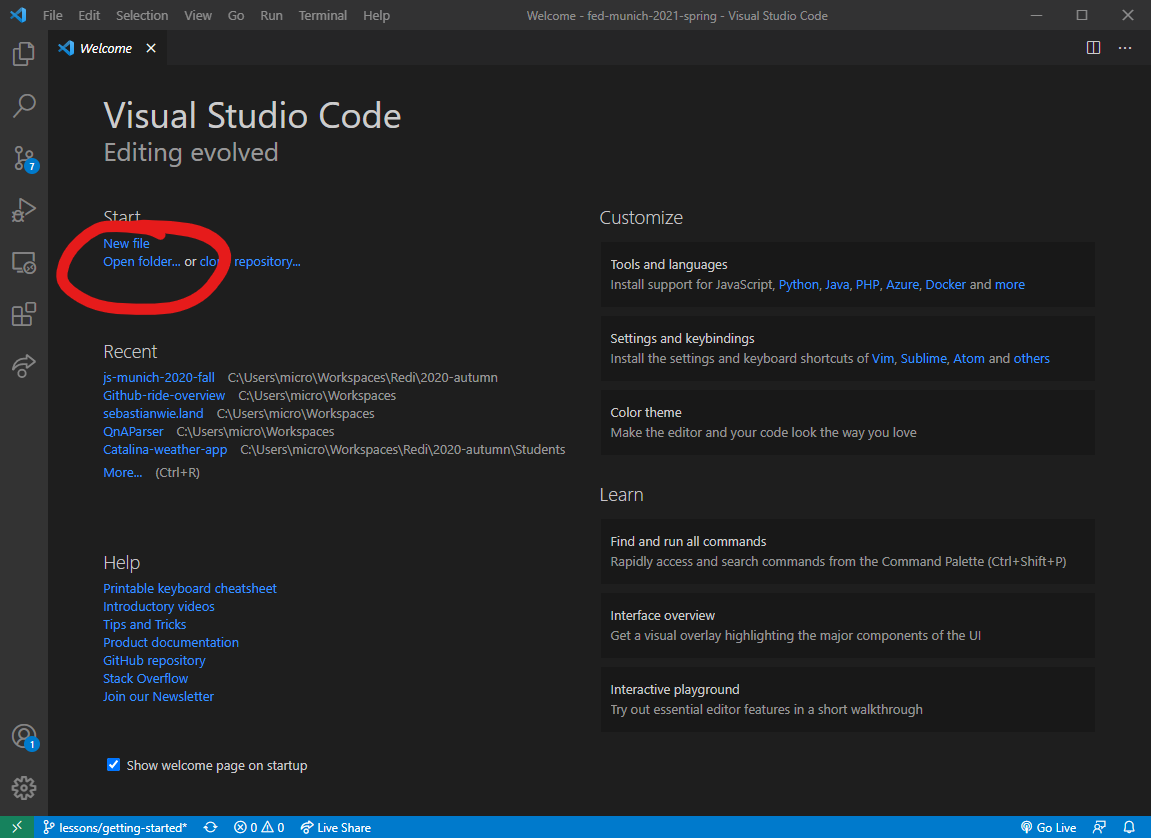 File Edit Selection View Go Run Terminal Help
Welcome - fed-munich-2021-spring - Visual Studio Code
Welcome
Visual Studio Code
Editing evolved
Start
New file
Open folder... or clone repository...
Recent
js-munich-2020-fall C:\Users\micro\Workspaces\Redi\2020-autumn
Github-ride-overview C:\Users\micro\Workspaces
sebastianwie.land C:\Users\micro\Workspaces
QnAParser C:\Users\micro\Workspaces
Catalina-weather-app C:\Users\micro\Workspaces\Redi\2020-autumn\Students
More... (Ctrl+R)
Help
Printable keyboard cheatsheet
Introductory videos
Tips and Tricks
Product documentation
GitHub repository
Stack Overflow
Join our Newsletter
Show welcome page on startup
Customize
Tools and languages
Install support for JavaScript, Python, Java, PHP, Azure, Docker and more
Settings and keybindings
Install the settings and keyboard shortcuts of Vim, Sublime, Atom and others
Color theme
Make the editor and your code look the way you love
Learn
Find and run all commands
Rapidly access and search commands from the Command Palette (Ctrl+Shift+P)
Interface overview
Get a visual overlay highlighting the major components of the UI
Interactive playground
Try out essential editor features in a short walkthrough
7
1
lessons/getting-started* 0 0 Live Share Go Live